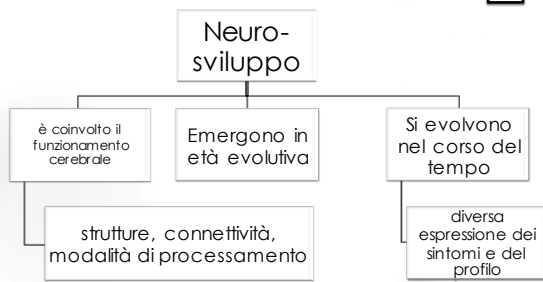 Neuro-
sviluppo
è coinvolto il
funzionamento
cerebrale
Emergono in
età evolutiva
Si evolvono
nel corso del
tempo
strutture, connettività,
modalità di processamento
diversa
espressione dei
sintomi e del
profilo